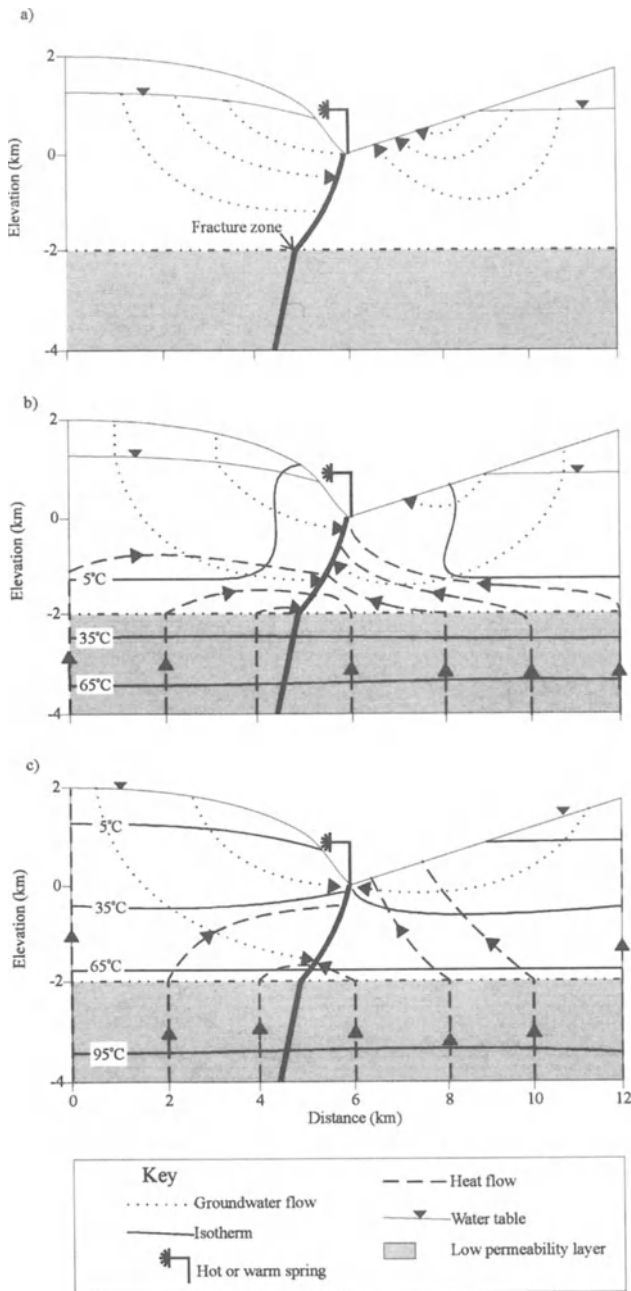 a)
2
0
-2
-4
Elevation (km)
Fracture zone
b)
2
0
-2
-4
Elevation (km)
5°C
35°C
65°C
c)
2
0
-2
-4
Elevation (km)
5°C
35°C
65°C
95°C
0 2 4 6 8 10 12
Distance (km)
Key
Groundwater flow
Heat flow
Isotherm
Water table
Hot or warm spring
Low permeability layer